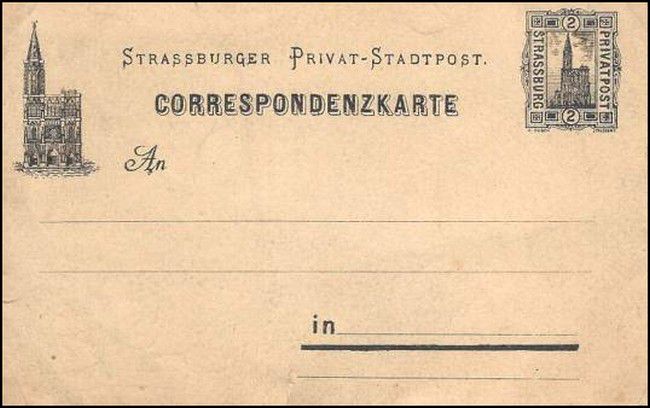 STRASSBURGER PRIVAT-STADTPOST.
CORRESPONDENZKARTE
An
in
2
STRASSBURG
PRIVATPOST
2